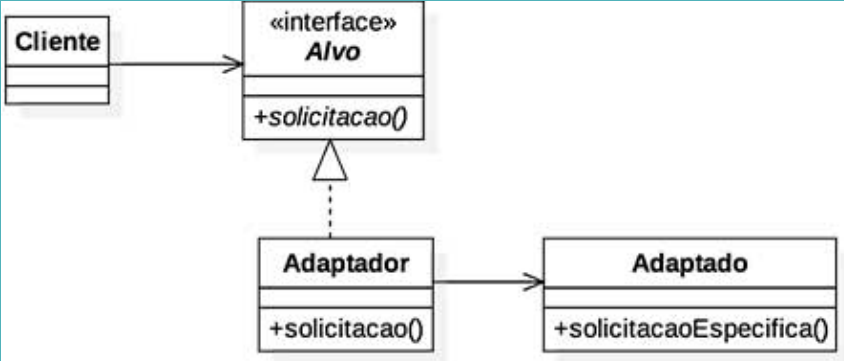 Cliente
«interface»
Alvo
+solicitacao()
Adaptador
+solicitacao()
Adaptado
+solicitacaoEspecifica()